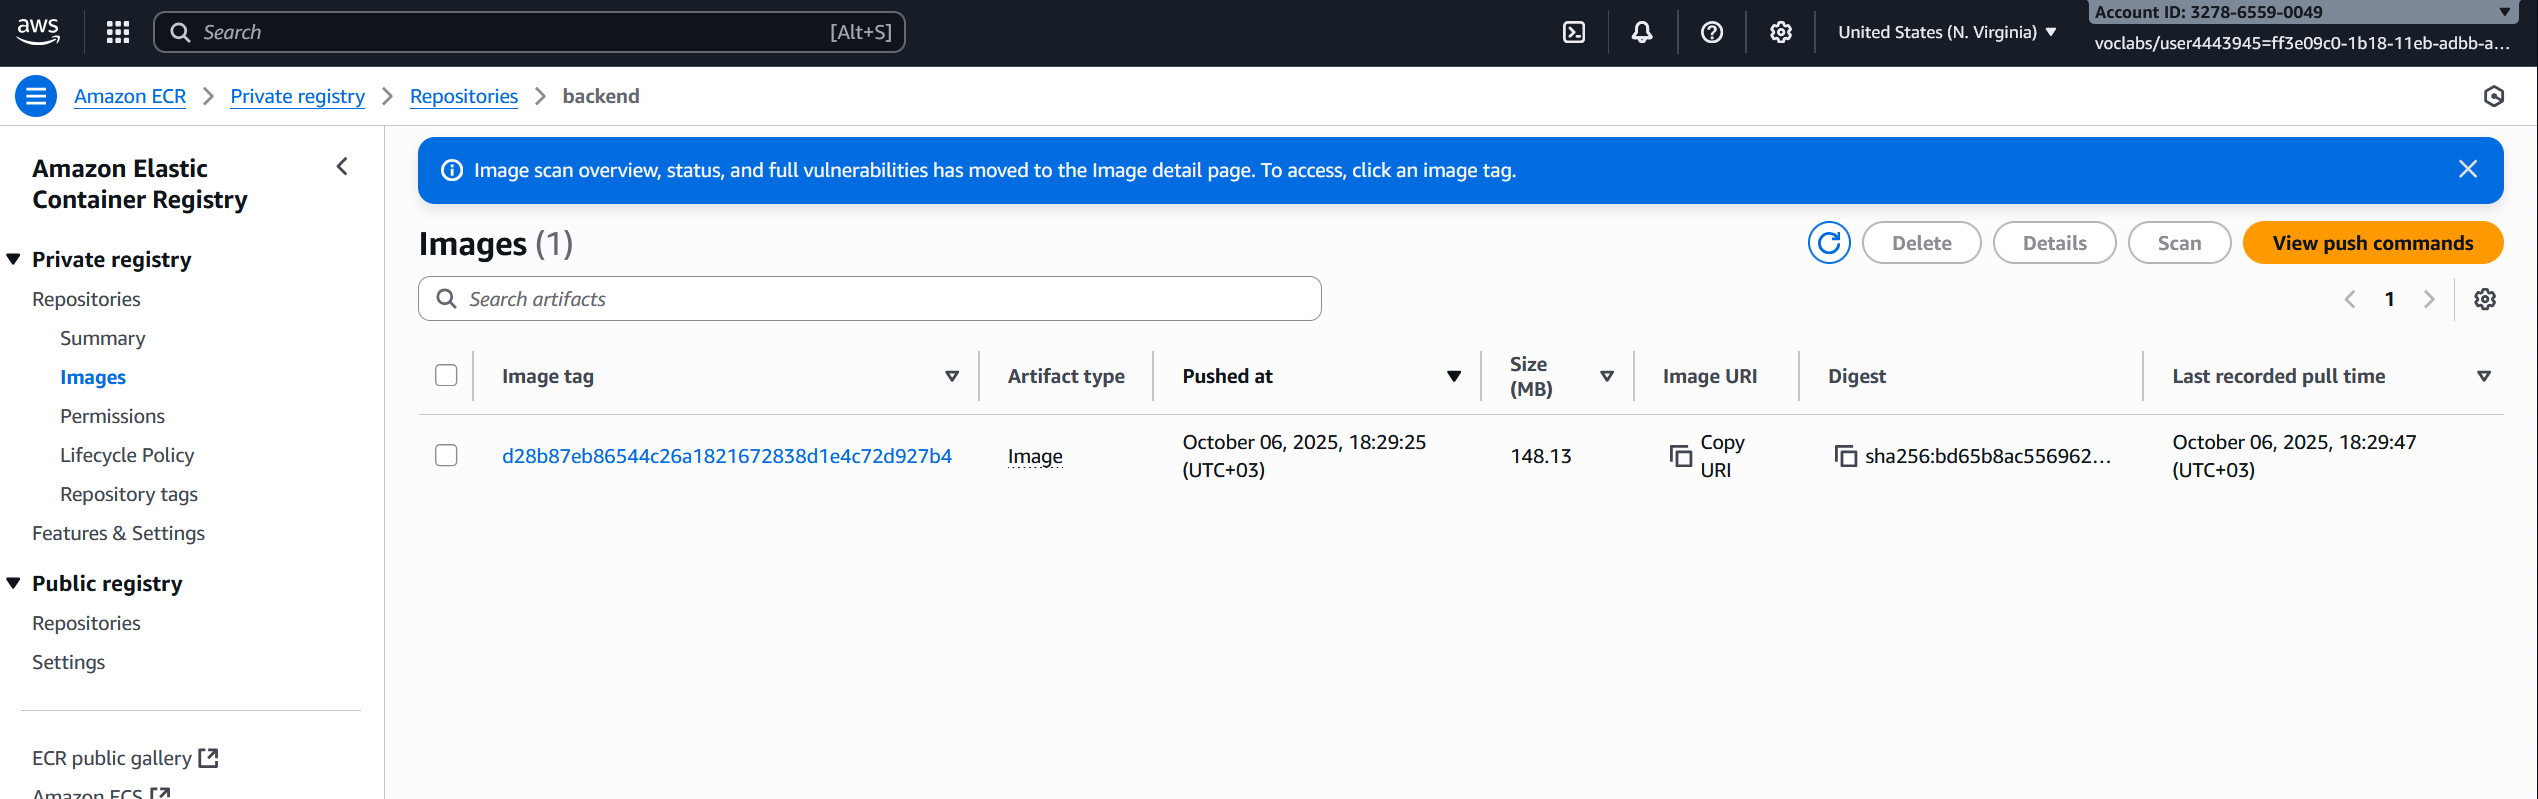 aws
Search
[Alt+S]
United States (N. Virginia)
Account ID: 3278-6559-0049
voclabs/user4443945=ff3e09c0-1b18-11eb-adbb-a...
Amazon ECR
Private registry
Repositories
backend
Amazon Elastic
Container Registry
Private registry
Repositories
Summary
Images
Permissions
Lifecycle Policy
Repository tags
Features & Settings
Public registry
Repositories
Settings
ECR public gallery
Amazon ECS
Image scan overview, status, and full vulnerabilities has moved to the Image detail page. To access, click an image tag.
Images (1)
Delete
Details
Scan
View push commands
Search artifacts
1
Image tag
Artifact type
Pushed at
Size
(MB)
Image URI
Digest
Last recorded pull time
d28b87eb86544c26a1821672838d1e4c72d927b4
Image
October 06, 2025, 18:29:25
(UTC+03)
148.13
Copy
URI
sha256:bd65b8ac556962...
October 06, 2025, 18:29:47
(UTC+03)